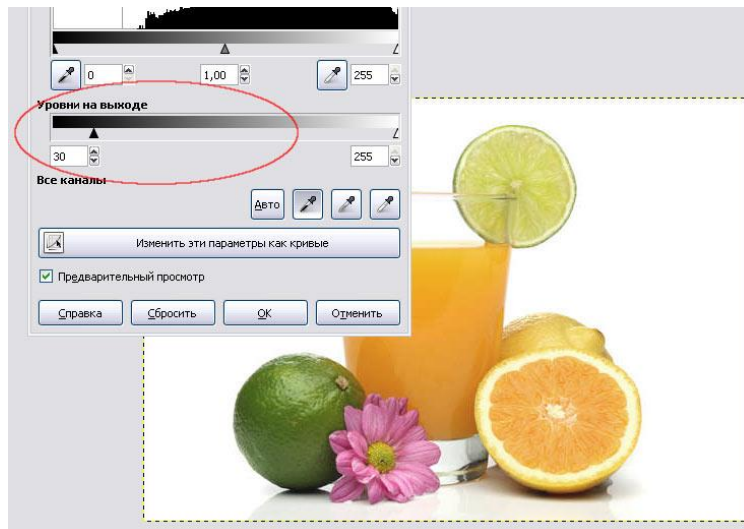 0 1,00 255
Уровни на выходе
30 255
Все каналы
Авто
Изменить эти параметры как кривые
Предварительный просмотр
Справка Сбросить ОК Отменить